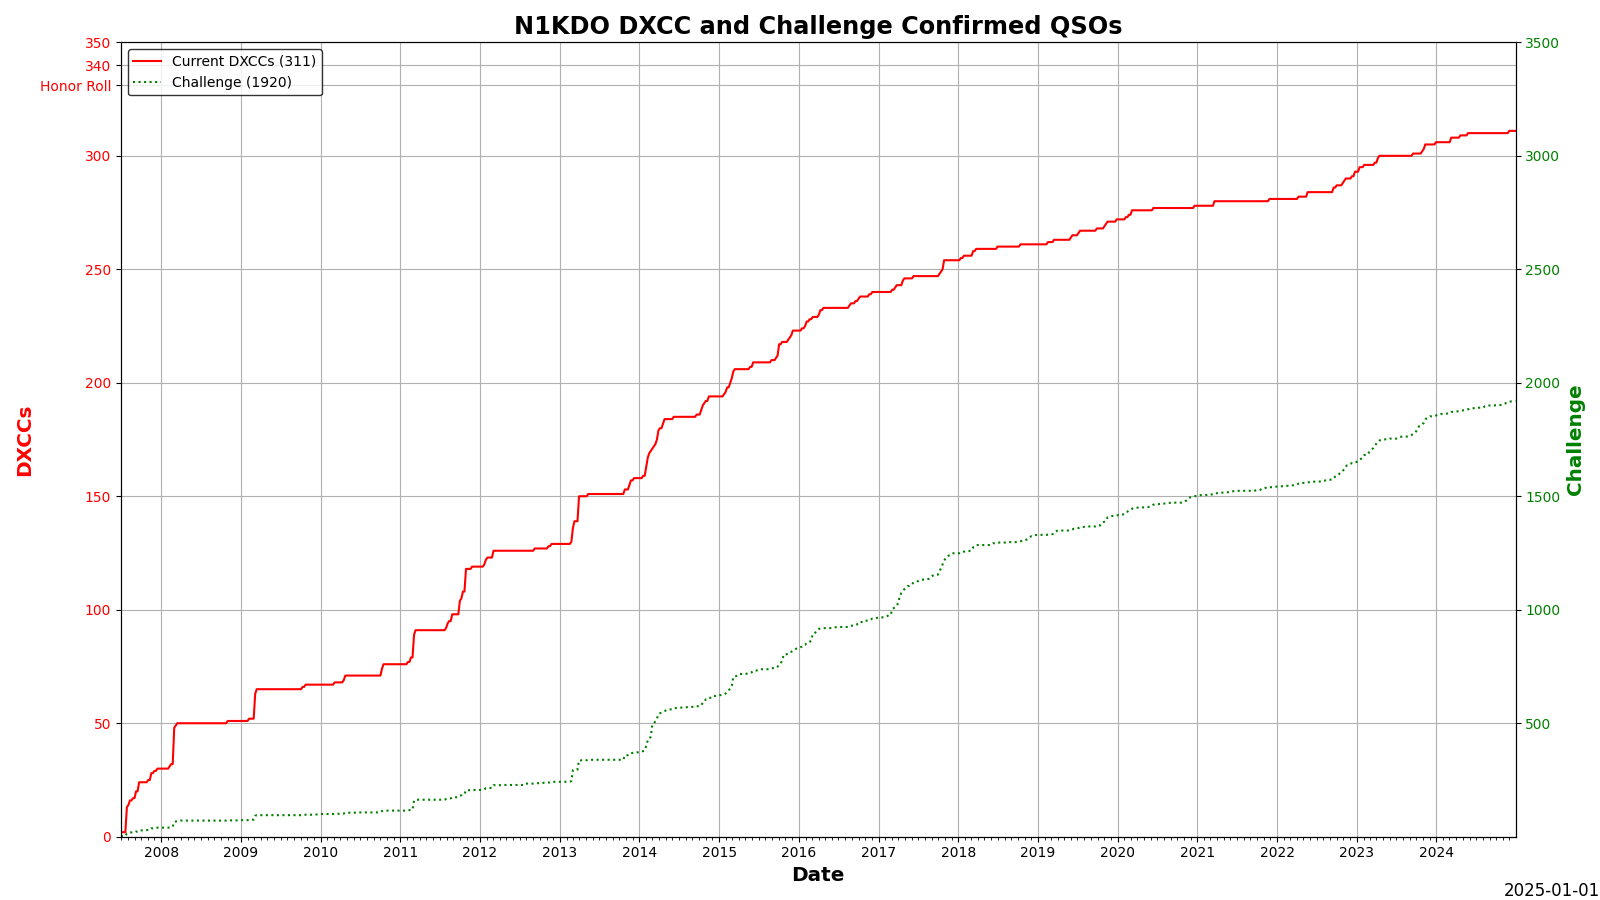 N1KDO DXCC and Challenge Confirmed QSOs
Current DXCCs (311)
Challenge (1920)
350
340
Honor Roll
300
250
200
150
100
50
0
DXCCs
3500
3000
2500
2000
1500
1000
500
Challenge
2008 2009 2010 2011 2012 2013 2014 2015 2016 2017 2018 2019 2020 2021 2022 2023 2024
Date
2025-01-01